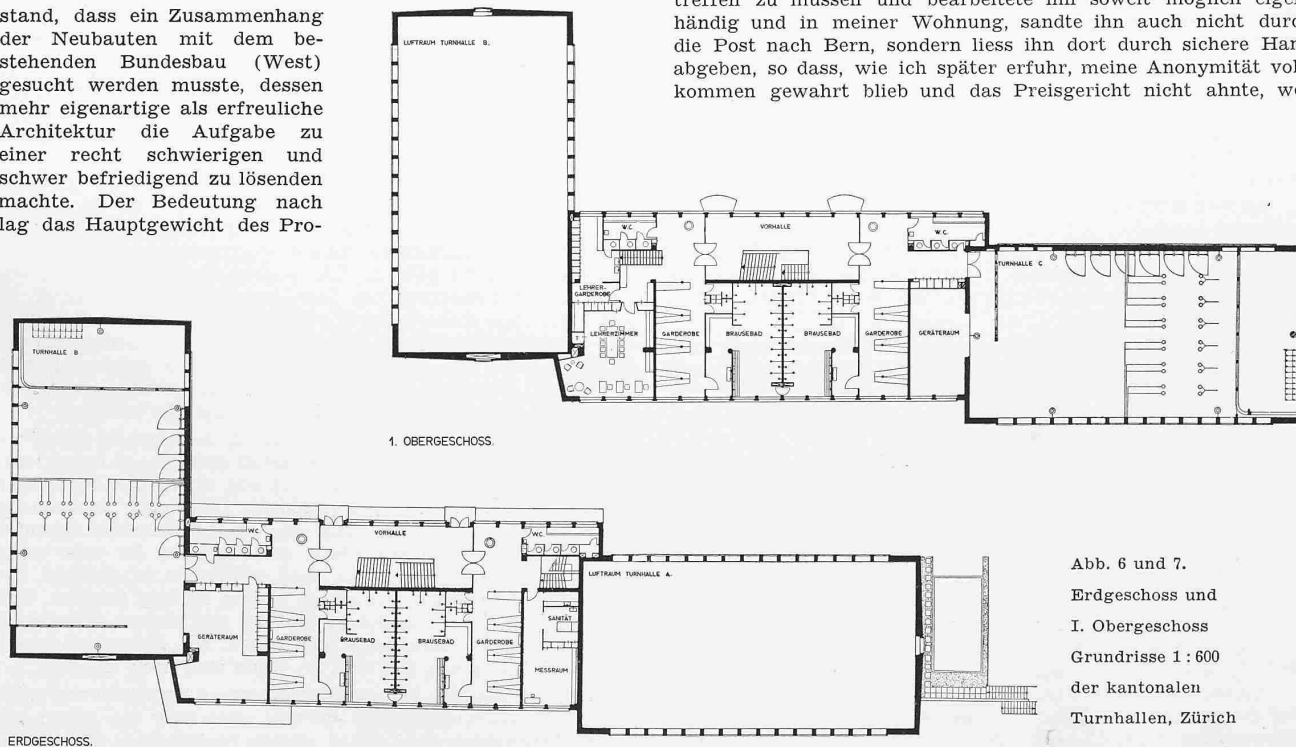 stand, dass ein Zusammenhang
der Neubauten mit dem be-
stehenden Bundesbau (West)
gesucht werden musste, dessen
mehr eigenartige als erfreuliche
Architektur die Aufgabe zu
einer recht schwierigen und
schwer befriedigend zu lösenden
machte. Der Bedeutung nach
lag das Hauptgewicht des Pro-
händig und in meiner Wohnung, sandte ihn auch nicht durc
die Post nach Bern, sondern liess ihn dort durch sichere Han
abgeben, so dass, wie ich später erfuhr, meine Anonymität vol
kommen gewahrt blieb und das Preisgericht nicht ahnte, we
LUFTRAUM TURNHALLE B.
W.C.
VORHALLE
W.C.
TURNHALLE C
LEHRER-
GARDEROBE
LEHRERZIMMER
GARDEROBE
BRAUSEBAD
BRAUSEBAD
GARDEROBE
GERÄTERAUM
1. OBERGESCHOSS.
TURNHALLE B
W.C.
VORHALLE
W.C.
LUFTRAUM TURNHALLE A.
GERÄTERAUM
GARDEROBE
BRAUSEBAD
BRAUSEBAD
GARDEROBE
SANITÄT
MESSRAUM
ERDGESCHOSS.
Abb. 6 und 7.
Erdgeschoss und
I. Obergeschoss
Grundrisse 1 : 600
der kantonalen
Turnhallen, Zürich